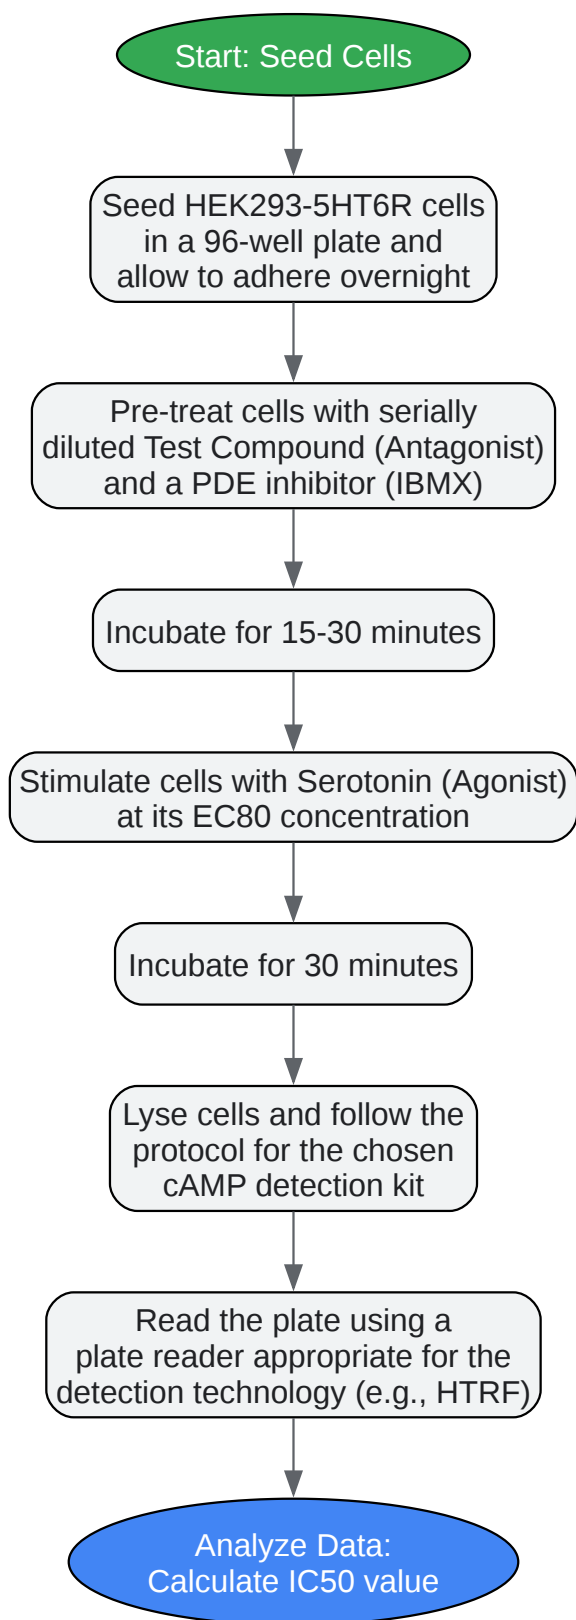 Start: Seed Cells
Seed HEK293-5HT6R cells
in a 96-well plate and
allow to adhere overnight
Pre-treat cells with serially
diluted Test Compound (Antagonist)
and a PDE inhibitor (IBMX)
Incubate for 15-30 minutes
Stimulate cells with Serotonin (Agonist)
at its EC80 concentration
Incubate for 30 minutes
Lyse cells and follow the
protocol for the chosen
cAMP detection kit
Read the plate using a
plate reader appropriate for the
detection technology (e.g., HTRF)
Analyze Data:
Calculate IC50 value